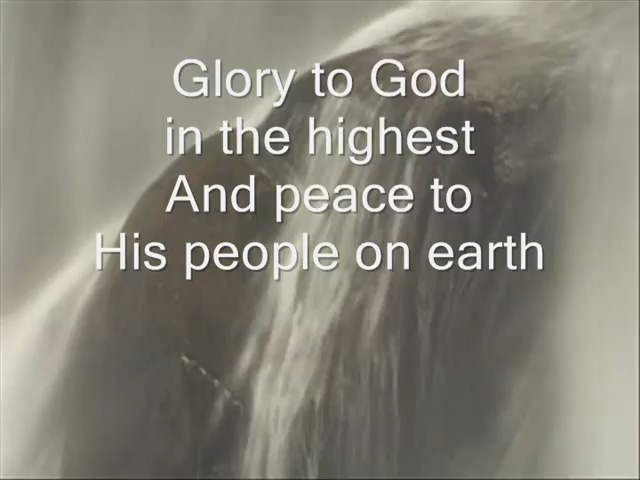 Glory to God
in the highest
And peace to
His people on earth